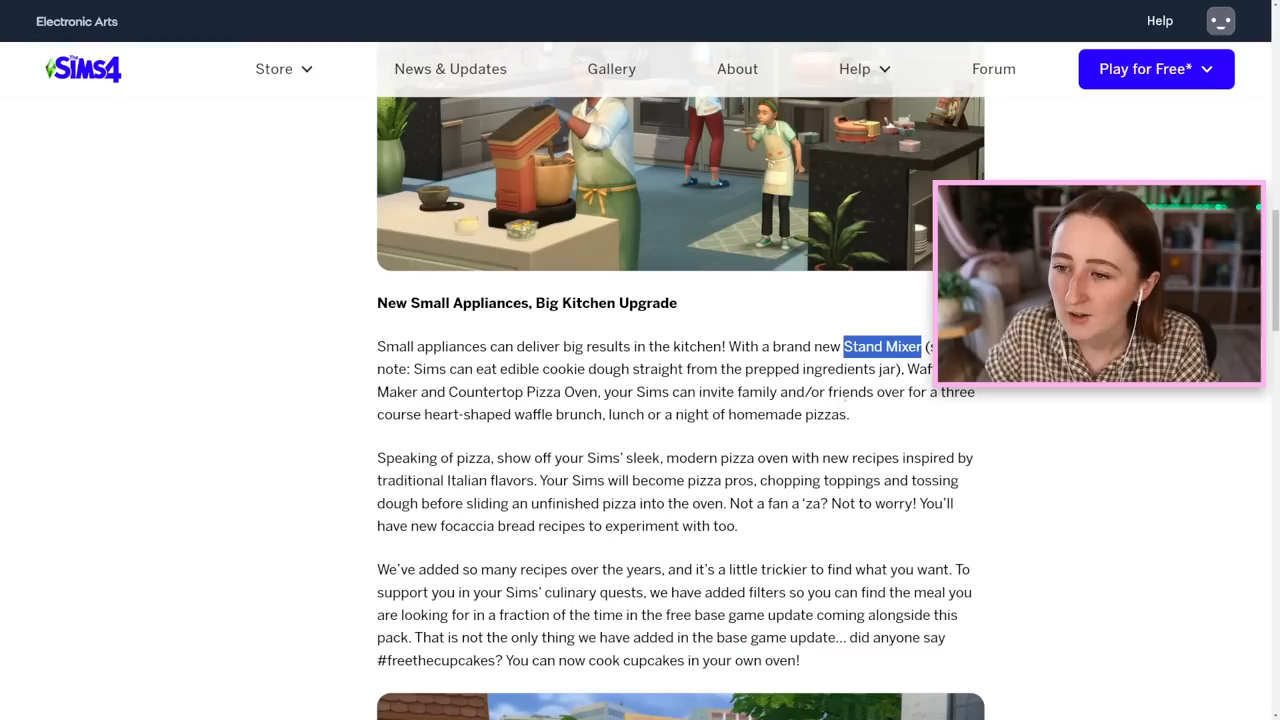 Electronic Arts
Help
The Sims 4
Store
News & Updates
Gallery
About
Help
Forum
Play for Free*
New Small Appliances, Big Kitchen Upgrade
Small appliances can deliver big results in the kitchen! With a brand new Stand Mixer
note: Sims can eat edible cookie dough straight from the prepped ingredients jar),
Maker and Countertop Pizza Oven, your Sims can invite family and/or friends over for a three
course heart-shaped waffle brunch, lunch or a night of homemade pizzas.
Speaking of pizza, show off your Sims’ sleek, modern pizza oven with new recipes inspired by
traditional Italian flavors. Your Sims will become pizza pros, chopping toppings and tossing
dough before sliding an unfinished pizza into the oven. Not a fan a ‘za? Not to worry! You’ll
have new focaccia bread recipes to experiment with too.
We’ve added so many recipes over the years, and it’s a little trickier to find what you want. To
support you in your Sims’ culinary quests, we have added filters so you can find the meal you
are looking for in a fraction of the time in the free base game update coming alongside this
pack. That is not the only thing we have added in the base game update... did anyone say
#freethecupcakes? You can now cook cupcakes in your own oven!